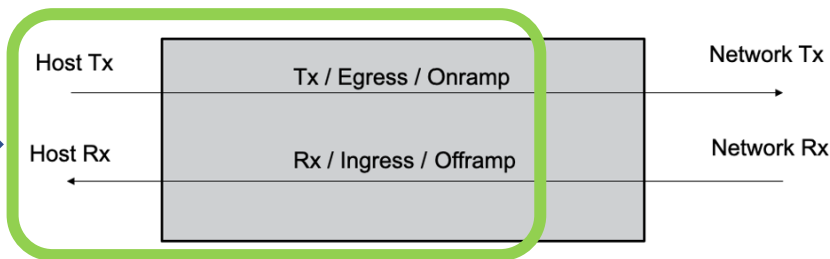 Host Tx
Tx / Egress / Onramp
Network Tx
Host Rx
Rx / Ingress / Offramp
Network Rx